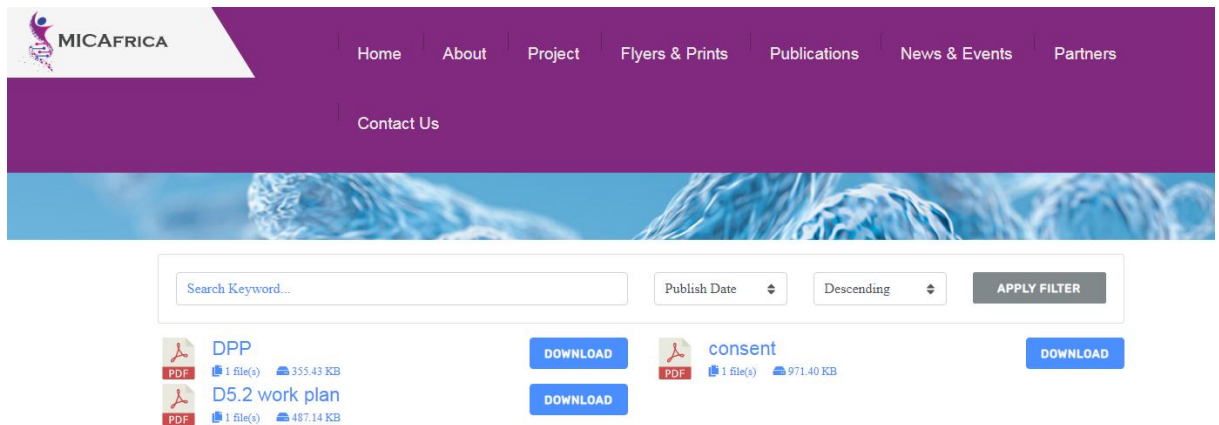 MICAFRICA
Home About Project Flyers & Prints Publications News & Events Partners
Contact Us
Search Keyword... Publish Date Descending APPLY FILTER
PDF DPP DOWNLOAD
1 file(s) 355.43 KB
PDF consent DOWNLOAD
1 file(s) 971.40 KB
PDF D5.2 work plan DOWNLOAD
1 file(s) 487.14 KB